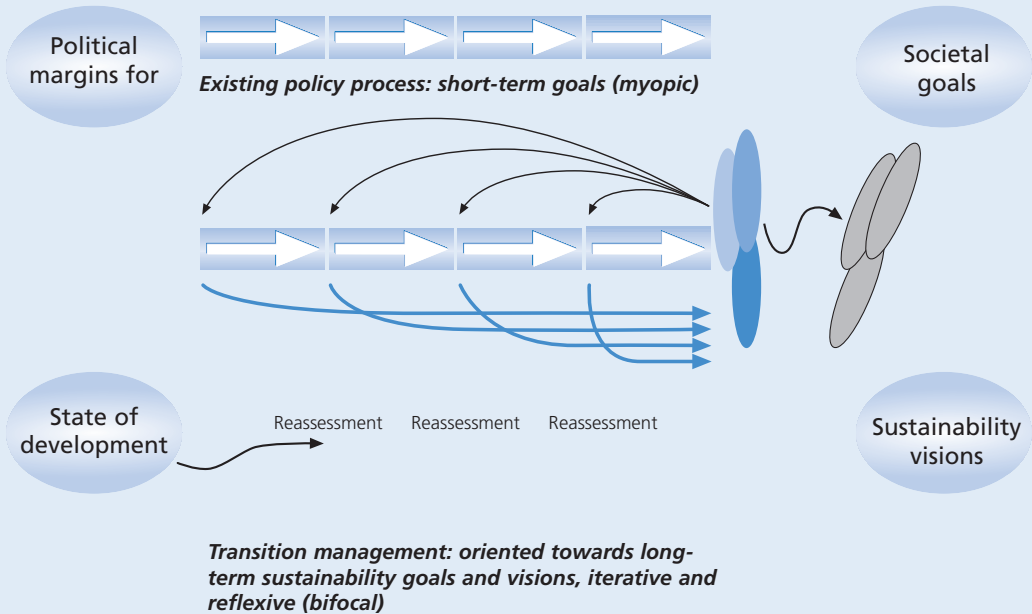 Political
margins for
Societal
goals
Existing policy process: short-term goals (myopic)
State of
development
Reassessment Reassessment Reassessment
Sustainability
visions
Transition management: oriented towards long-
term sustainability goals and visions, iterative and
reflexive (bifocal)